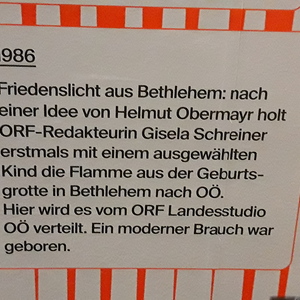 1986
Friedenslicht aus Bethlehem: nach
einer Idee von Helmut Obermayr holt
ORF-Redakteurin Gisela Schreiner
erstmals mit einem ausgewählten
Kind die Flamme aus der Geburts-
grotte in Bethlehem nach OÖ.
Hier wird es vom ORF Landesstudio
OÖ verteilt. Ein moderner Brauch war
geboren.